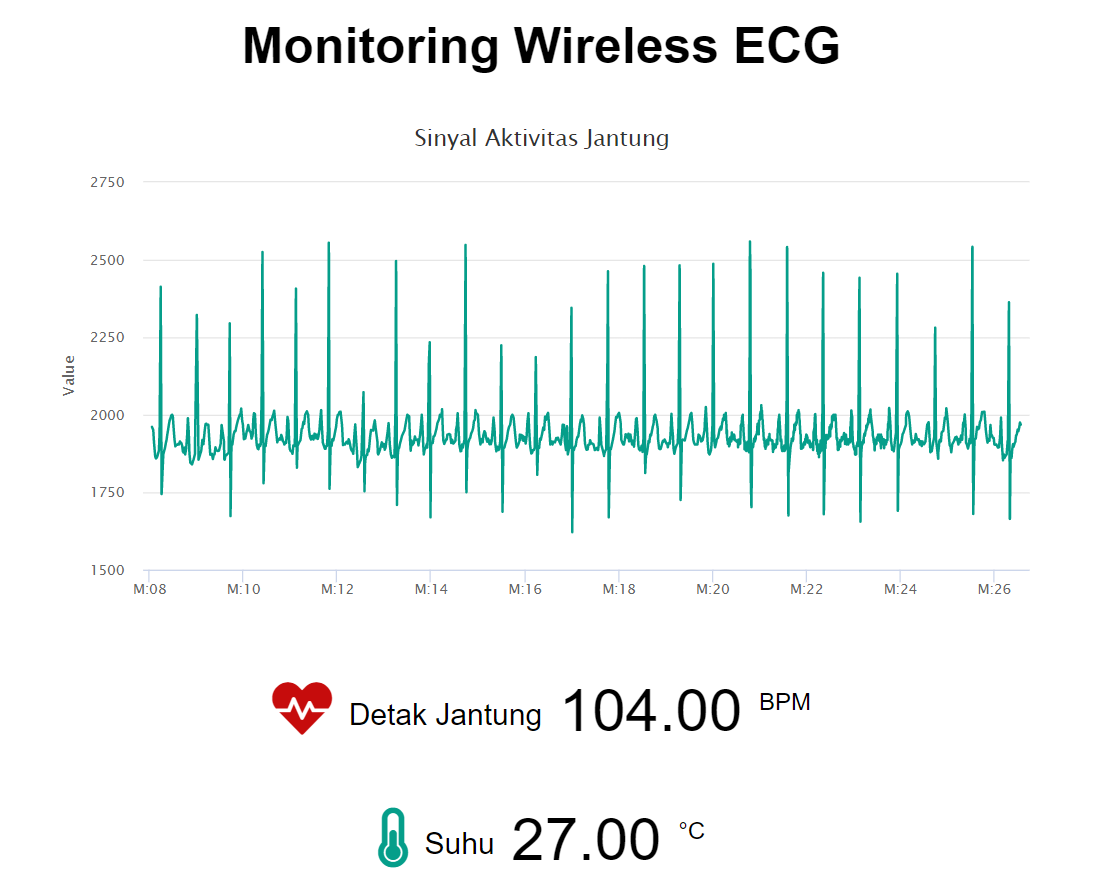 Monitoring Wireless ECG
Sinyal Aktivitas Jantung
2750
2500
2250
2000
1750
1500
Value
M:08 M:10 M:12 M:14 M:16 M:18 M:20 M:22 M:24 M:26
Detak Jantung 104.00 BPM
Suhu 27.00 °C